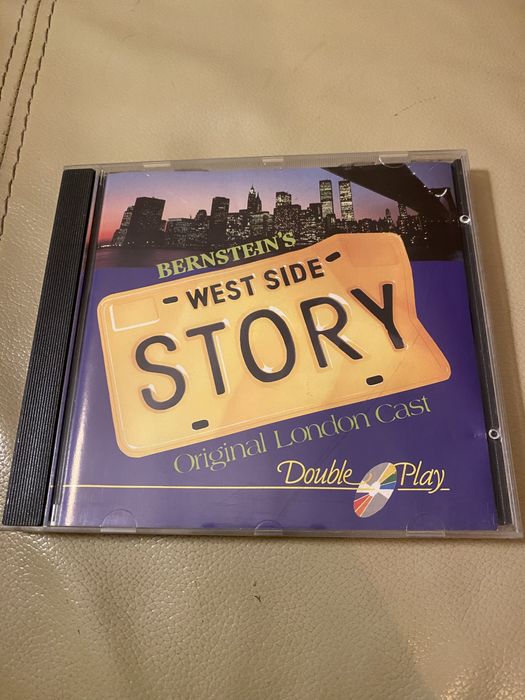 BERNSTEIN'S
WEST SIDE
STORY
Original London Cast
Double Play